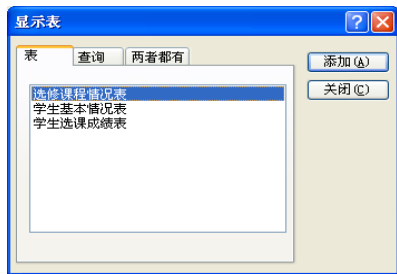 显示表
表 查询 两者都有
添加(A)
关闭(C)
选修课程情况表
学生基本情况表
学生选课成绩表